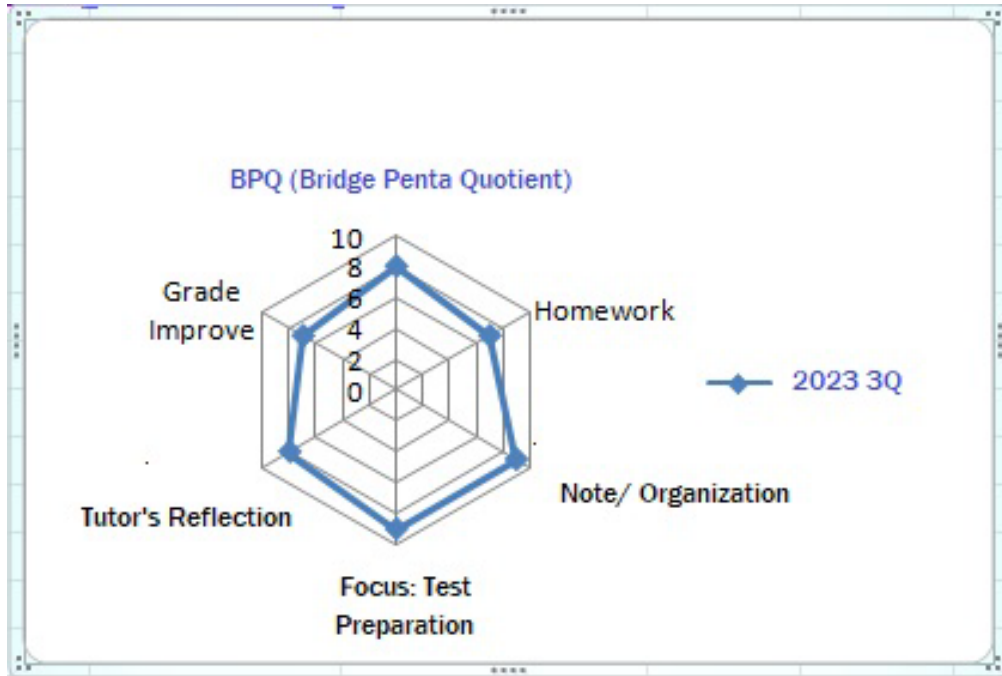 BPQ (Bridge Penta Quotient)
10
8
6
4
2
0
Grade
Improve
Homework
2023 3Q
Note/ Organization
Tutor's Reflection
Focus: Test
Preparation